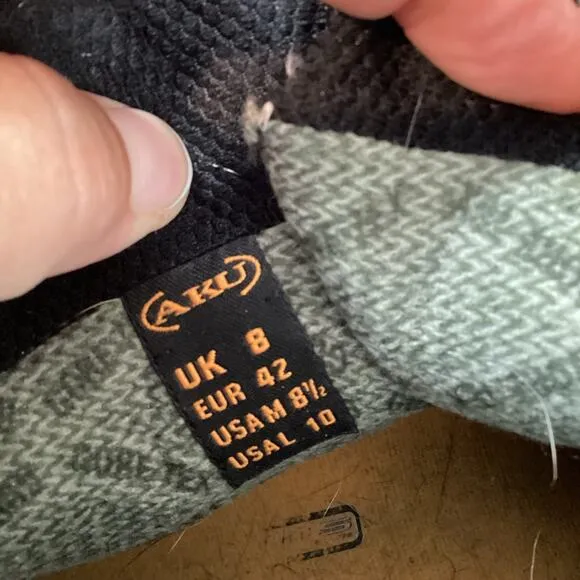 AKU
UK 8
EUR 42
USAM 8½
USAL 10